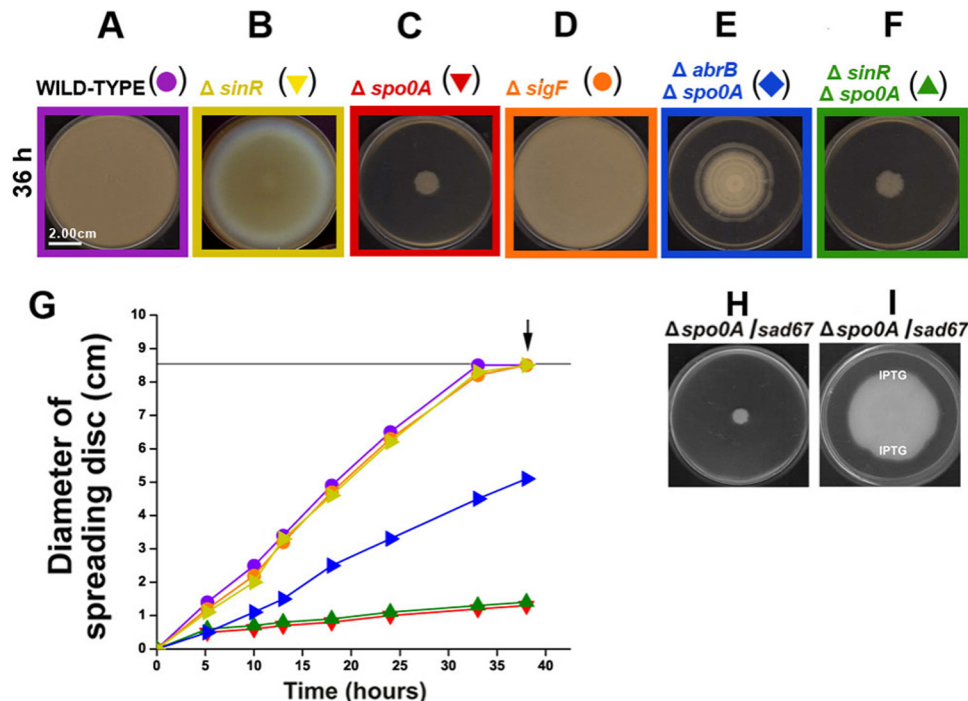 A B C D E F
WILD-TYPE ( ) Δ sinR ( ) Δ spo0A ( ) Δ sigF ( ) Δ abrB Δ spo0A ( ) Δ sinR Δ spo0A ( )
36 h
2.00cm
G
Diameter of
spreading disc (cm)
10
9
8
7
6
5
4
3
2
1
0
0 5 10 15 20 25 30 35 40
Time (hours)
H I
Δ spo0A /sad67 Δ spo0A /sad67
IPTG
IPTG